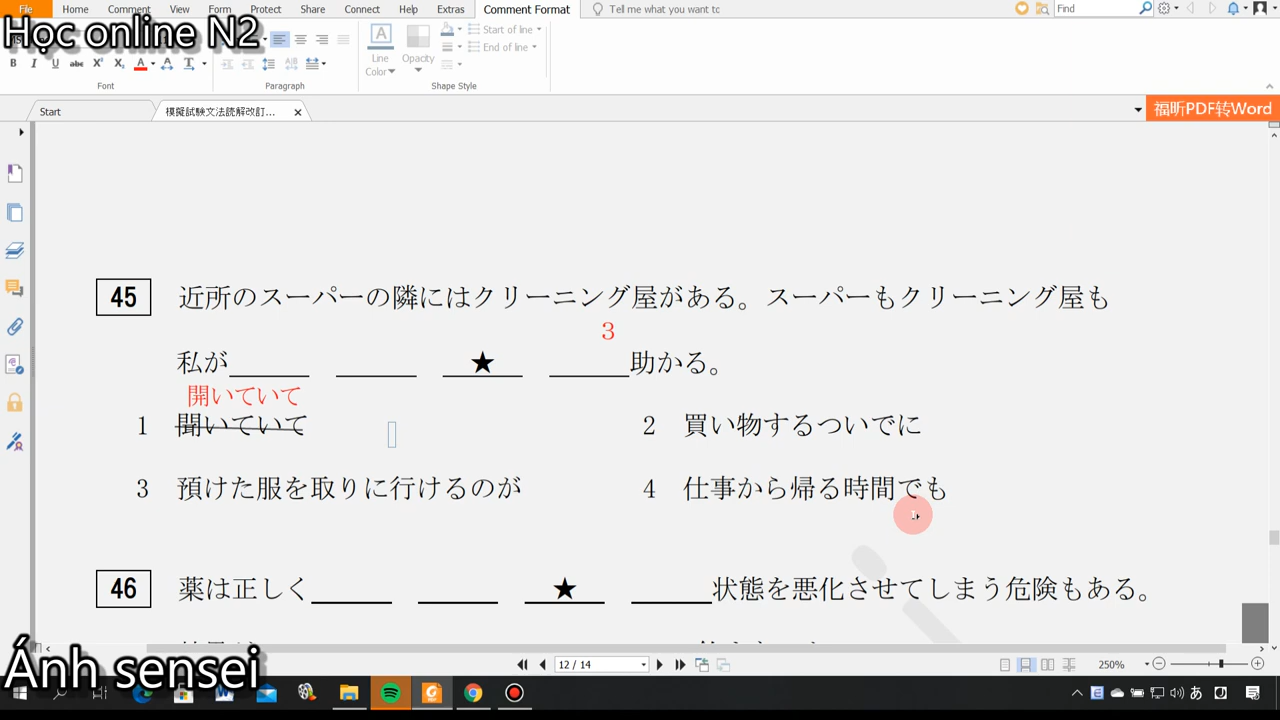 File Home Comment View Form Protect Share Connect Help Extras Comment Format Tell me what you want tc Find
Học online N2
Start of line
End of line
Line Color
Opacity
Font Paragraph Shape Style
Start 模擬試験文法読解改訂... 福昕PDF转Word
45 近所のスーパーの隣にはクリーニング屋がある。スーパーもクリーニング屋も
3
私が ★ 助かる。
開いていて
1 聞いていて 2 買い物するついでに
3 預けた服を取りに行けるのが 4 仕事から帰る時間でも
46 薬は正しく ★ 状態を悪化させてしまう危険もある。
12 / 14 250%
Ánh sensei